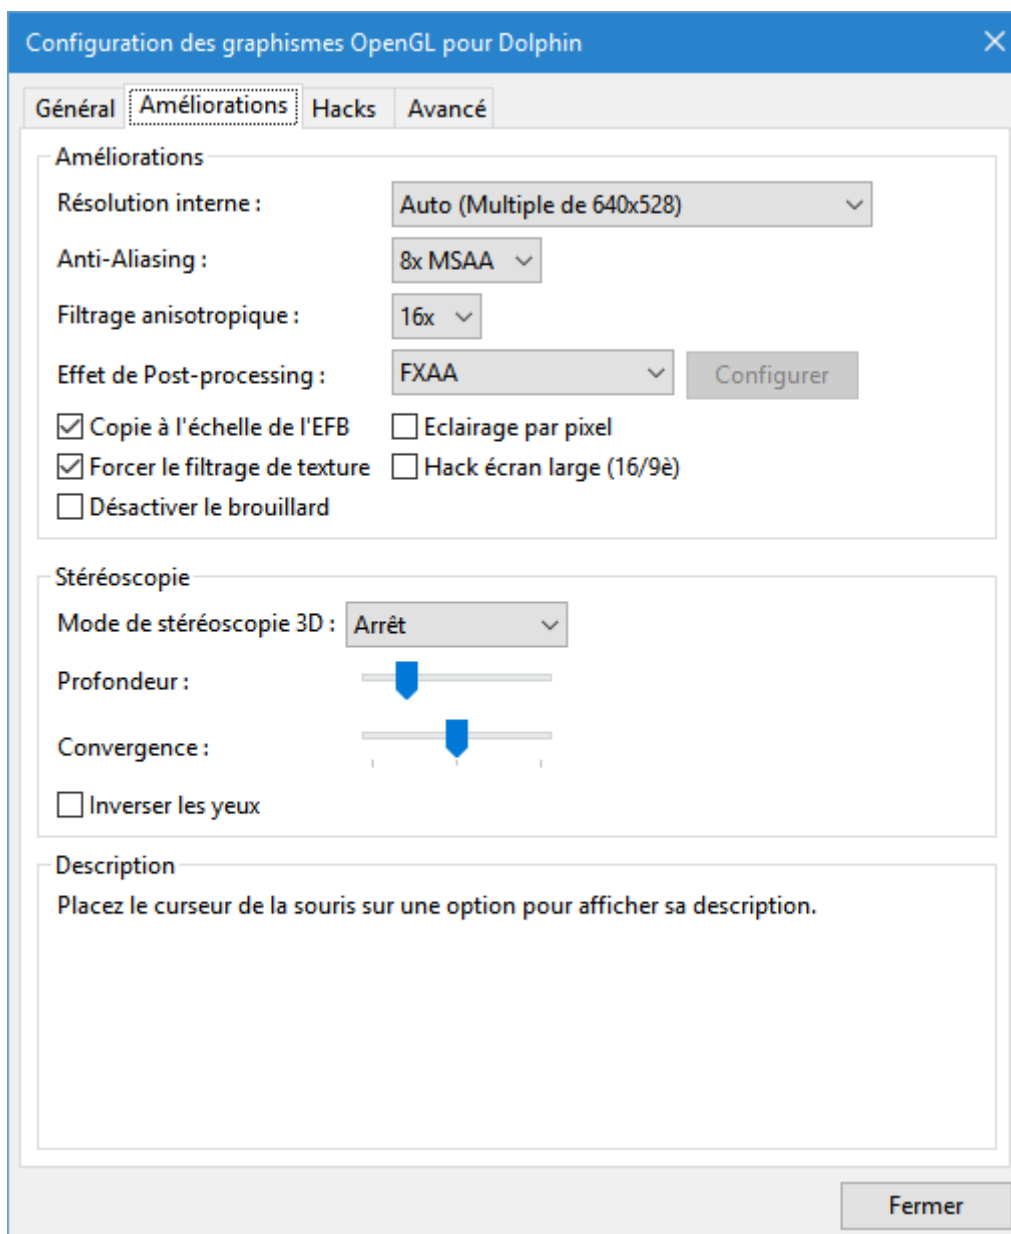 Configuration des graphismes OpenGL pour Dolphin
Général Améliorations Hacks Avancé
Améliorations
Résolution interne : Auto (Multiple de 640x528)
Anti-Aliasing : 8x MSAA
Filtrage anisotropique : 16x
Effet de Post-processing : FXAA Configurer
Copie à l'échelle de l'EFB Eclairage par pixel
Forcer le filtrage de texture Hack écran large (16/9è)
Désactiver le brouillard
Stéréoscopie
Mode de stéréoscopie 3D : Arrêt
Profondeur :
Convergence :
Inverser les yeux
Description
Placez le curseur de la souris sur une option pour afficher sa description.
Fermer